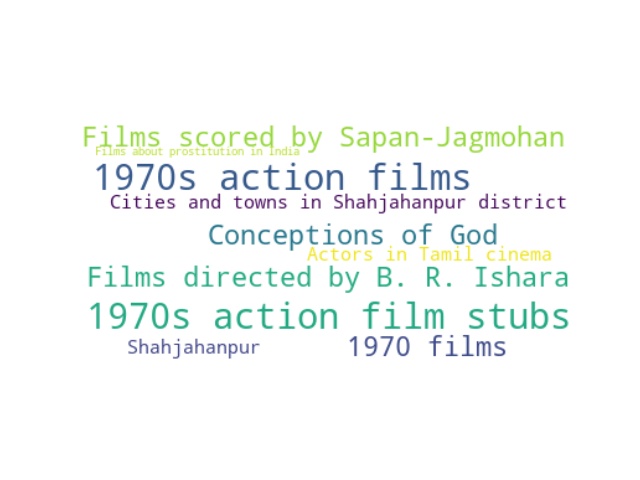 Films scored by Sapan-Jagmohan
Films about prostitution in India
1970s action films
Cities and towns in Shahjahanpur district
Conceptions of God
Actors in Tamil cinema
Films directed by B. R. Ishara
1970s action film stubs
Shahjahanpur
1970 films